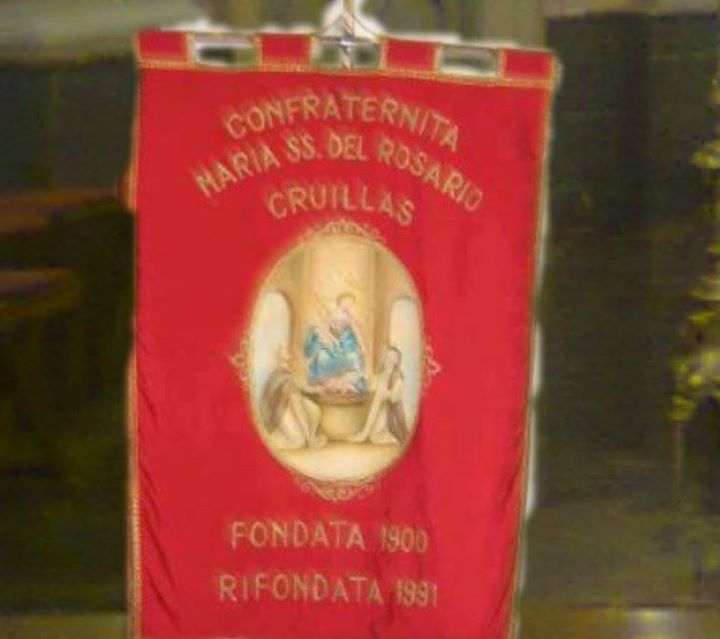 CONFRATERNITA
MARIA SS. DEL ROSARIO
CRUILLAS
FONDATA 1900
RIFONDATA 1991